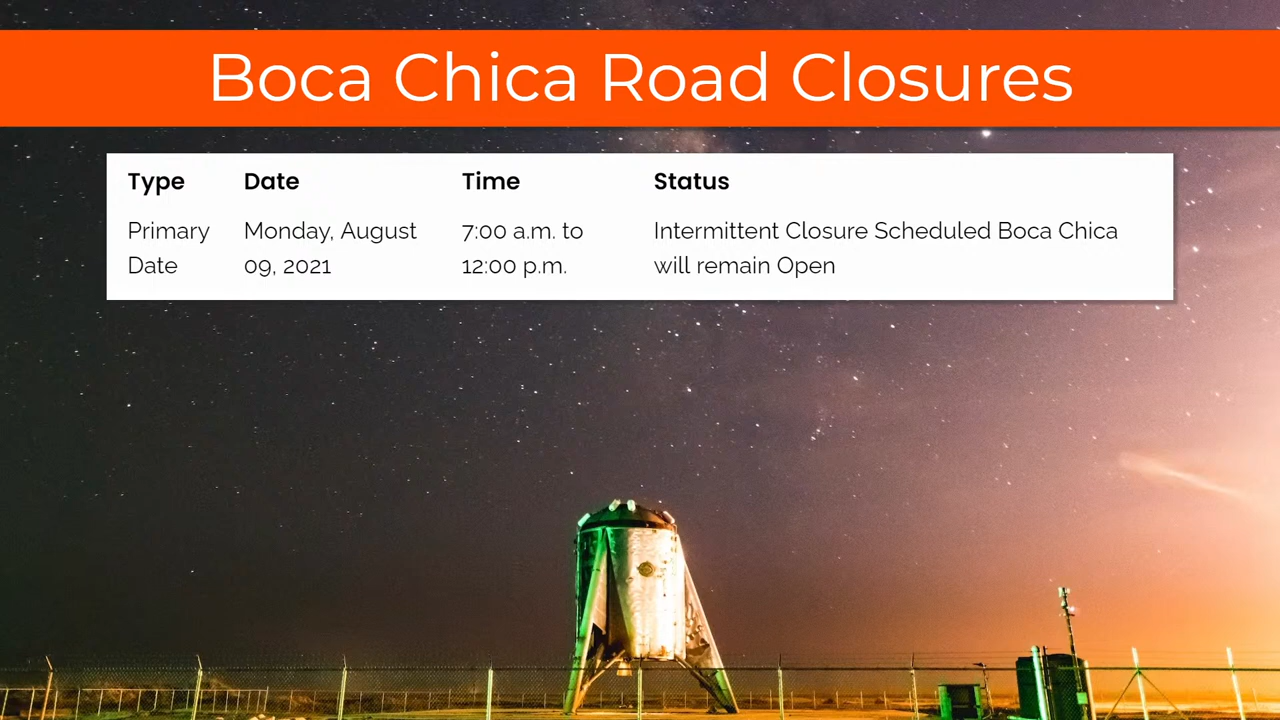 Boca Chica Road Closures
Type Date Time Status
Primary Monday, August 7:00 a.m. to Intermittent Closure Scheduled Boca Chica
Date 09, 2021 12:00 p.m. will remain Open